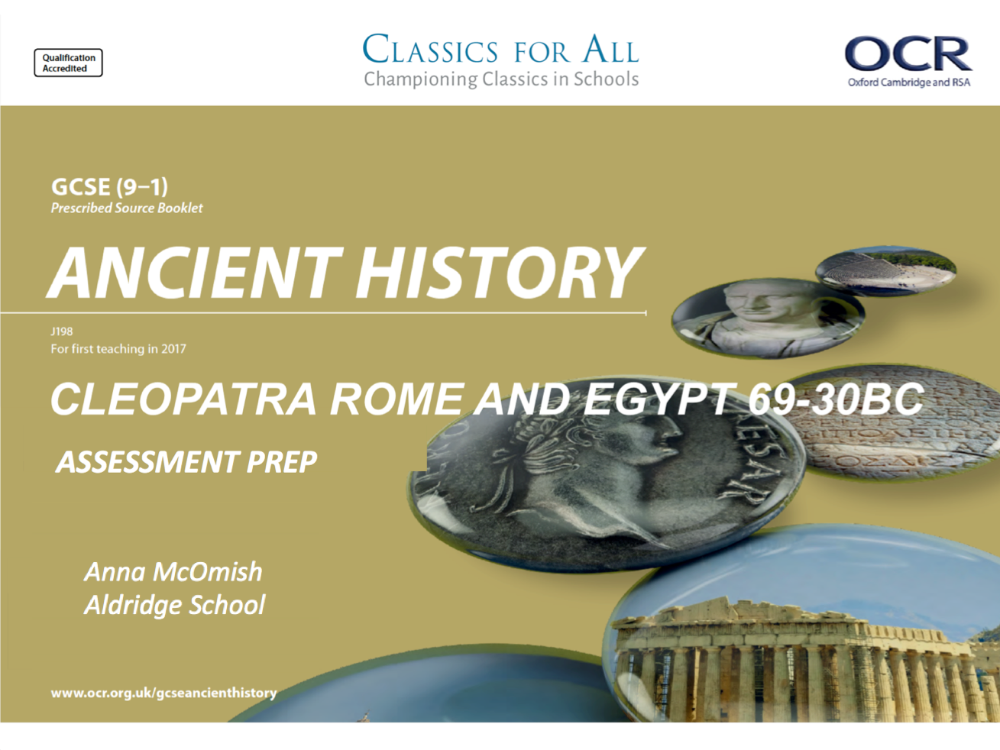 Qualification
Accredited
CLASSICS FOR ALL
Championing Classics in Schools
OCR
Oxford Cambridge and RSA
GCSE (9–1)
Prescribed Source Booklet
ANCIENT HISTORY
J198
For first teaching in 2017
CLEOPATRA ROME AND EGYPT 69-30BC
ASSESSMENT PREP
AESAR
Anna McOmish
Aldridge School
www.ocr.org.uk/gcseancienthistory